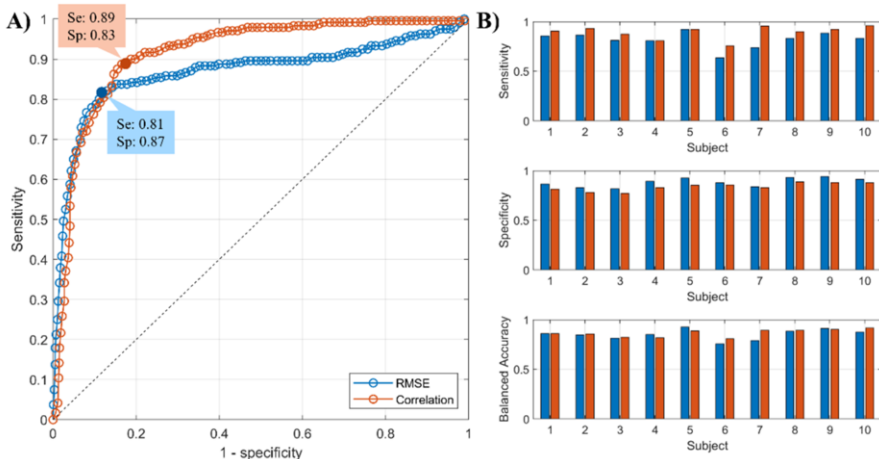 A)
Se: 0.89
Sp: 0.83
Se: 0.81
Sp: 0.87
1
0.9
0.8
0.7
0.6
0.5
0.4
0.3
0.2
0.1
0
Sensitivity
0 0.2 0.4 0.6 0.8 1
1 - specificity
RMSE
Correlation
B)
1
0.5
0
Sensitivity
1 2 3 4 5 6 7 8 9 10
Subject
1
0.5
0
Specificity
1 2 3 4 5 6 7 8 9 10
Subject
1
0.5
0
Balanced Accuracy
1 2 3 4 5 6 7 8 9 10
Subject